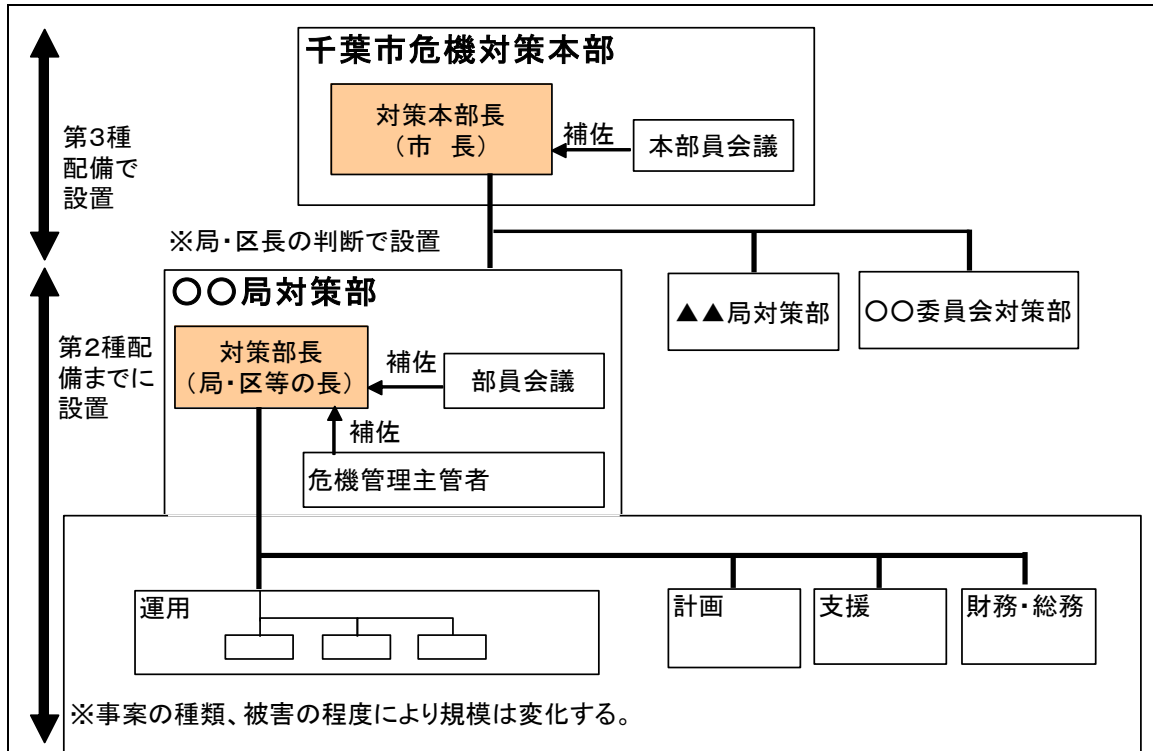 千葉市危機対策本部
対策本部長
（市　長）
補佐
本部員会議
第３種
配備で
設置
※局・区長の判断で設置
〇〇局対策部
▲▲局対策部
〇〇委員会対策部
対策部長
（局・区等の長）
補佐
部員会議
第２種配
備までに
設置
補佐
危機管理主管者
運用
計画
支援
財務・総務
※事案の種類、被害の程度により規模は変化する。